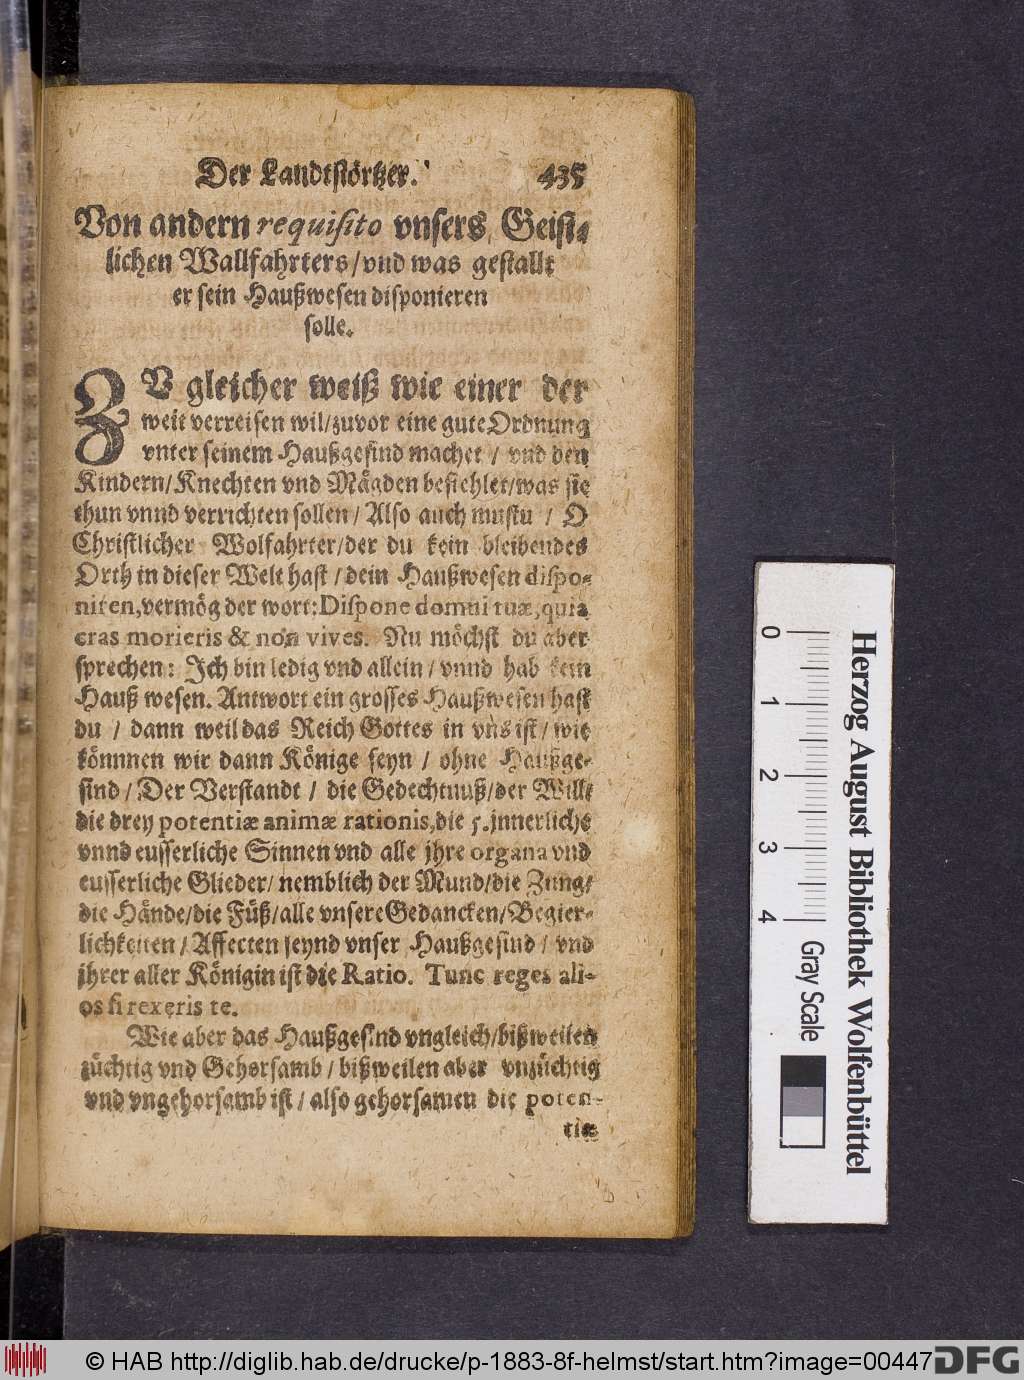 Der Landtstörtzer. 435
Von andern requisito vnsers Geist-
lichen Wallfahrters/vnd was gestallt
er sein Haußwesen disponieren
solle.
ZV gleicher weiß wie einer der
weit verreisen wil/zuvor eine gute Ordnung
vnter seinem Haußgesind machet / vnd den
Kindern/Knechten vnd Mägden befiehlet/was sie
thun vnnd verrichten sollen / Also auch mustu / O
Christlicher Wolfahrter/der du kein bleibendes
Orth in dieser Welt hast / dein Haußwesen dispo-
niren,vermög der wort:Dispone domui tuæ,quia
cras morieris & non vives. Nu möchst du aber
sprechen: Ich bin ledig vnd allein / vnnd hab kein
Hauß wesen. Antwort ein grosses Haußwesen hast
du / dann weil das Reich Gottes in vns ist / wie
könnnen wir dann Könige seyn / ohne Haußge-
sind / Der Verstandt / die Gedechtnuß/der Will
die drey potentiæ animæ rationis,die 5.jnnerliche
vnnd eusserliche Sinnen vnd alle jhre organa vnd
eusserliche Glieder/ nemblich der Mund/die Zung/
die Hände/die Füß/alle vnsere Gedancken/Begier-
lichkeiten / Affecten seynd vnser Haußgesind / vnd
jhrer aller Königin ist die Ratio. Tunc reges ali-
os si rexeris te.
Wie aber das Haußgesind vngleich/bißweilen
züchtig vnd Gehorsamb / bißweilen aber vnzüchtig
vnd vngehorsamb ist / also gehorsamen die poten-
tiæ
Herzog August Bibliothek Wolfenbüttel
0 1 2 3 4 Gray Scale
© HAB http://diglib.hab.de/drucke/p-1883-8f-helmst/start.htm?image=00447
DFG